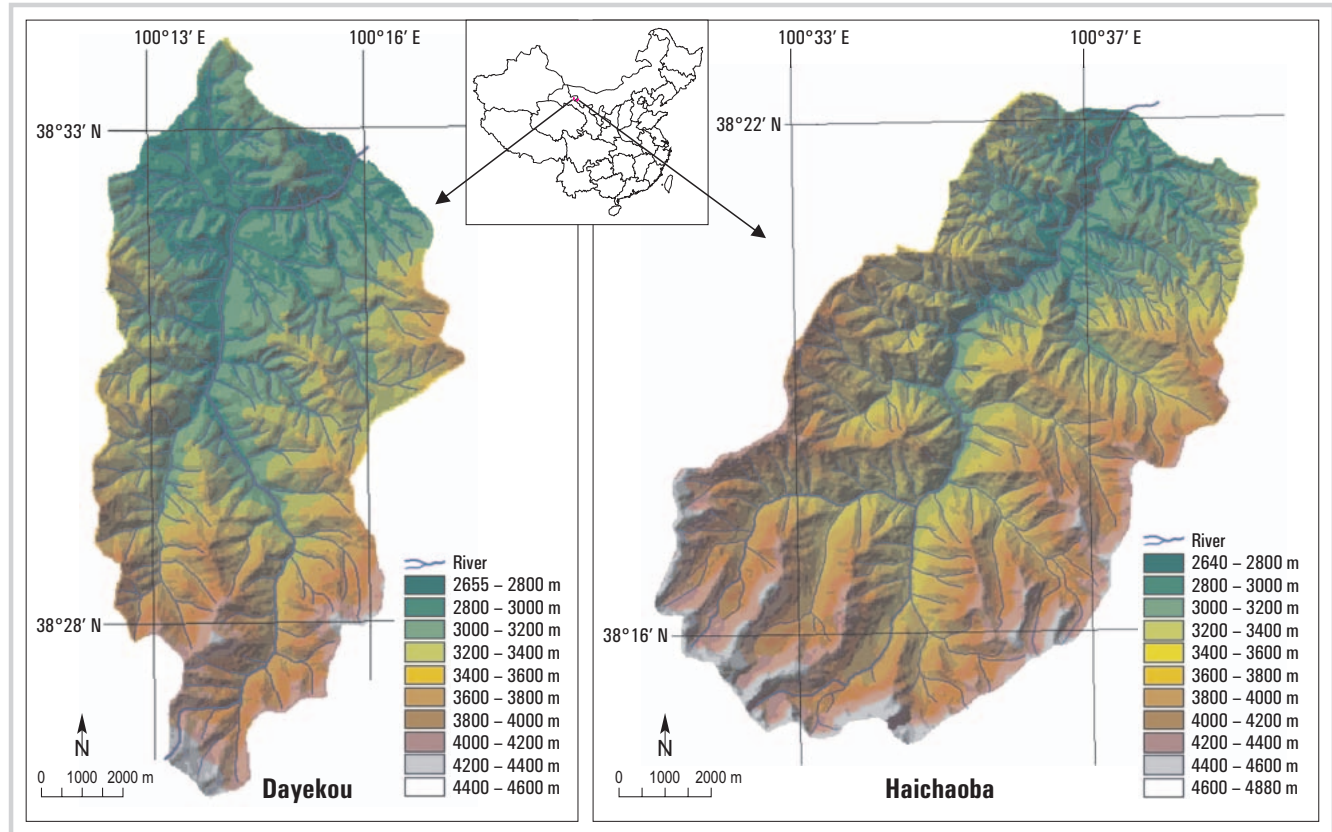 100°13′ E
100°16′ E
38°33′ N
38°28′ N
River
2655 – 2800 m
2800 – 3000 m
3000 – 3200 m
3200 – 3400 m
3400 – 3600 m
3600 – 3800 m
3800 – 4000 m
4000 – 4200 m
4200 – 4400 m
4400 – 4600 m
N
0 1000 2000 m
Dayekou
100°33′ E
100°37′ E
38°22′ N
38°16′ N
River
2640 – 2800 m
2800 – 3000 m
3000 – 3200 m
3200 – 3400 m
3400 – 3600 m
3600 – 3800 m
3800 – 4000 m
4000 – 4200 m
4200 – 4400 m
4400 – 4600 m
4600 – 4880 m
N
0 1000 2000 m
Haichaoba